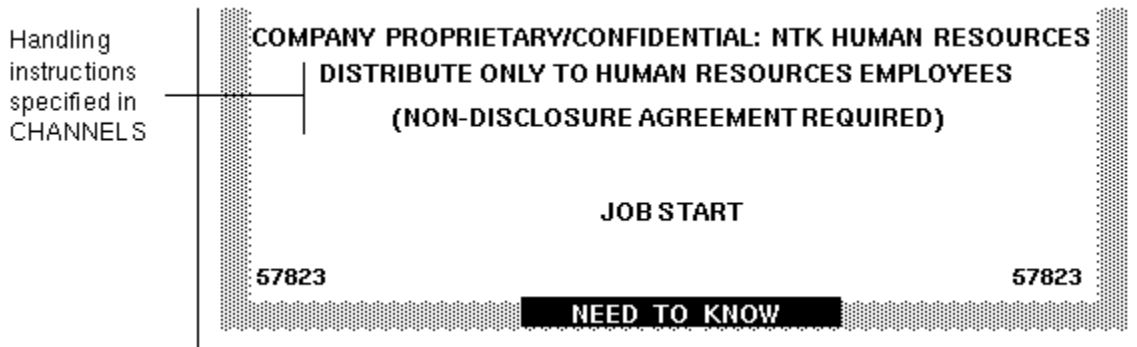 Handling
instructions
specified in
CHANNELS
COMPANY PROPRIETARY/CONFIDENTIAL: NTK HUMAN RESOURCES
DISTRIBUTE ONLY TO HUMAN RESOURCES EMPLOYEES
(NON-DISCLOSURE AGREEMENT REQUIRED)
JOB START
57823 57823
NEED TO KNOW